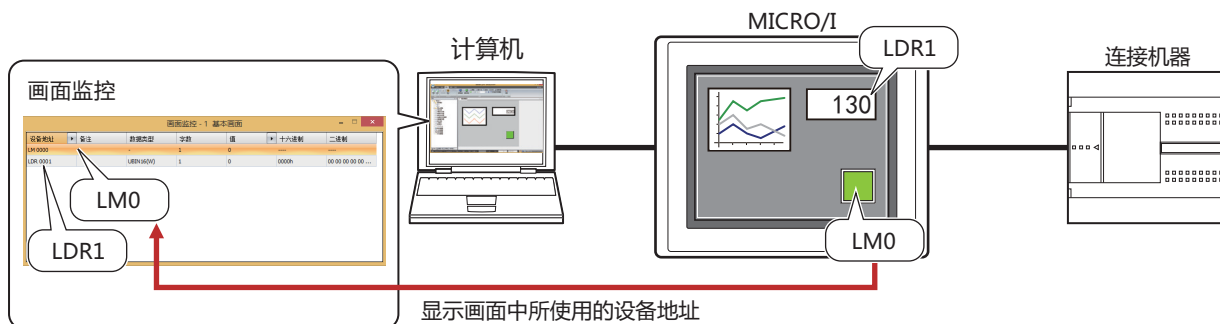 MICRO/I
计算机
LDR1
连接机器
画面监控
130
画面监控 - 1 基本画面
设备地址 备注 数据类型 字数 值 十六进制 二进制
LM 0000 - 1 0 ---- ----
LDR 0001 UBIN16(W) 1 0 0000h 00 00 00 00 00 ...
LM0
LDR1
LM0
显示画面中所使用的设备地址